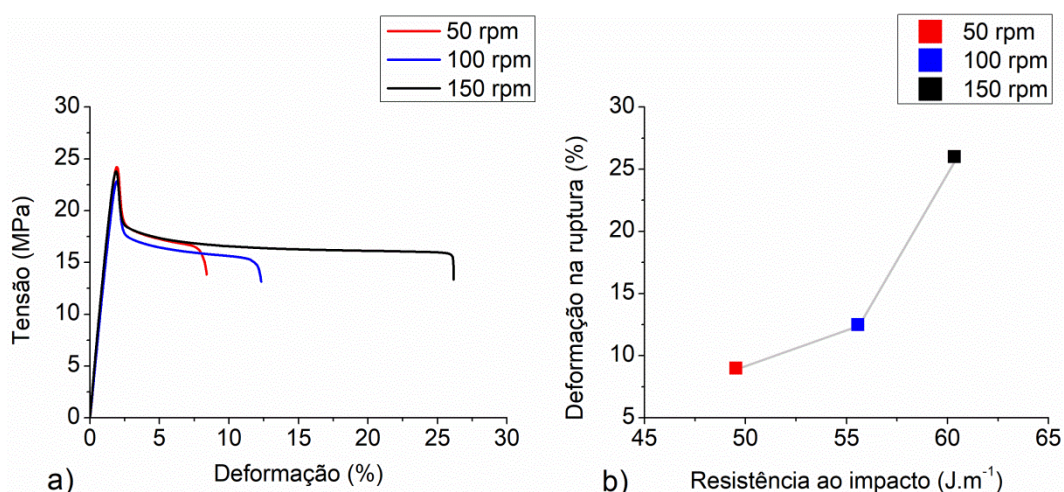 50 rpm
100 rpm
150 rpm
30
25
20
15
10
5
0
Tensão (MPa)
0 5 10 15 20 25 30
Deformação (%)
a)
50 rpm
100 rpm
150 rpm
30
25
20
15
10
5
Deformação na ruptura (%)
45 50 55 60 65
Resistência ao impacto (J.m⁻¹)
b)